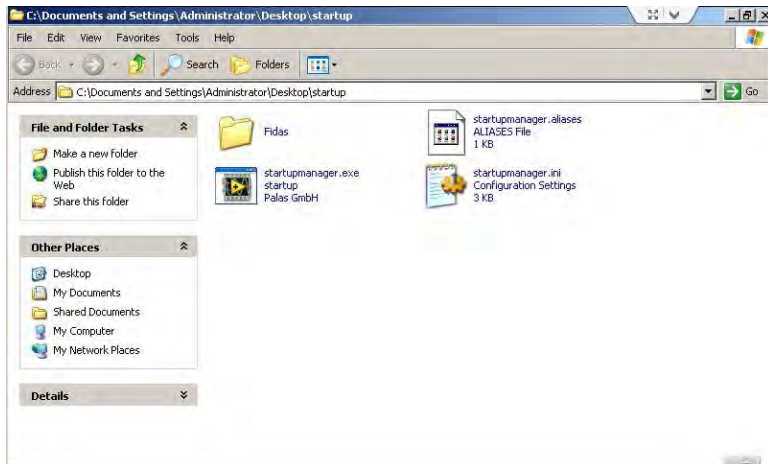 C:\Documents and Settings\Administrator\Desktop\startup
File Edit View Favorites Tools Help
Back Search Folders
Address C:\Documents and Settings\Administrator\Desktop\startup Go
File and Folder Tasks
Make a new folder
Publish this folder to the
Web
Share this folder
Other Places
Desktop
My Documents
Shared Documents
My Computer
My Network Places
Details
Fidas
startupmanager.aliases
ALIASES File
1 KB
startupmanager.exe
startup
Palas GmbH
startupmanager.ini
Configuration Settings
3 KB